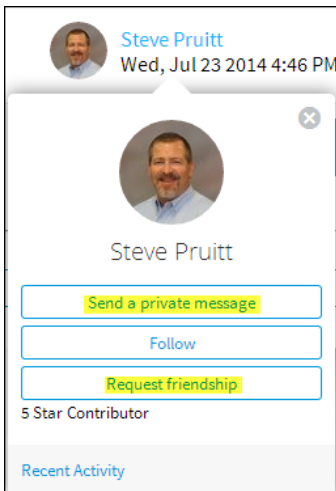 Steve Pruitt
Wed, Jul 23 2014 4:46 PM
Steve Pruitt
Send a private message
Follow
Request friendship
5 Star Contributor
Recent Activity